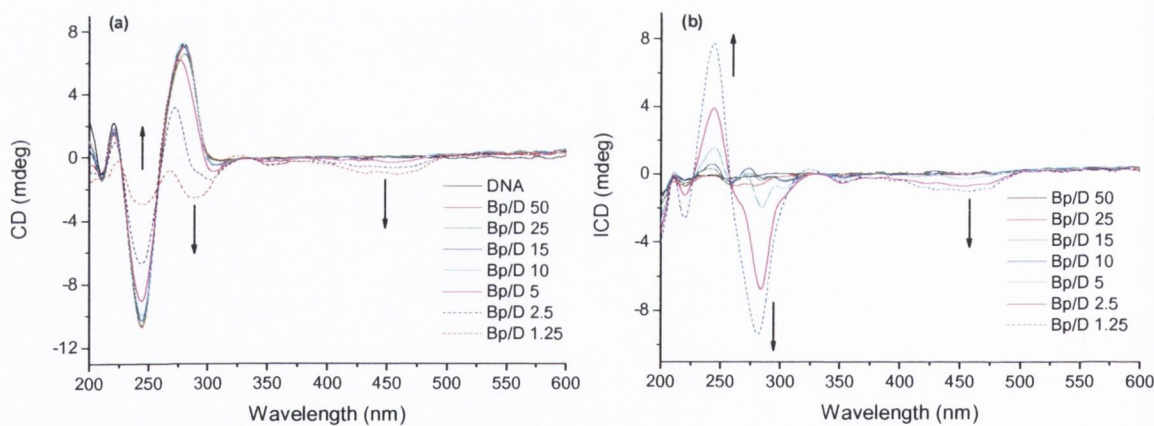 (a)
8
4
0
-4
-8
-12
CD (mdeg)
200 250 300 350 400 450 500 550 600
Wavelength (nm)
DNA
Bp/D 50
Bp/D 25
Bp/D 15
Bp/D 10
Bp/D 5
Bp/D 2.5
Bp/D 1.25
(b)
8
4
0
-4
-8
ICD (mdeg)
200 250 300 350 400 450 500 550 600
Wavelength (nm)
Bp/D 50
Bp/D 25
Bp/D 15
Bp/D 10
Bp/D 5
Bp/D 2.5
Bp/D 1.25